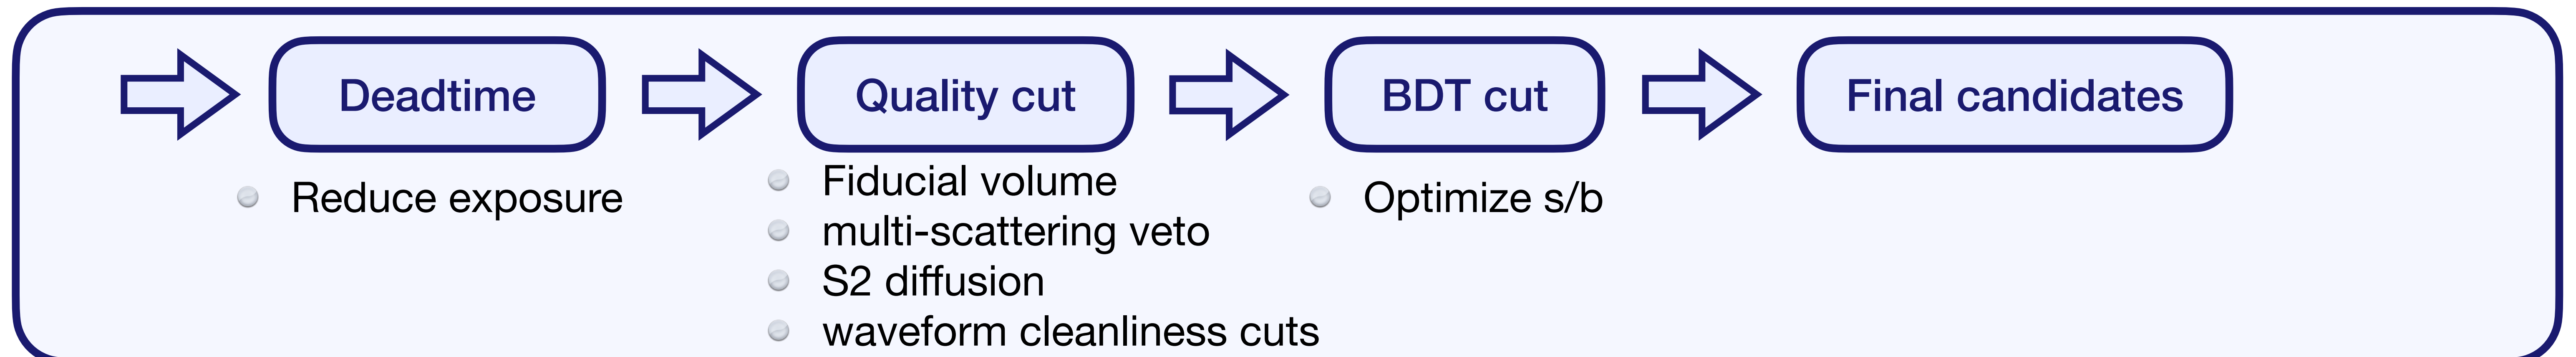 Deadtime
Quality cut
BDT cut
Final candidates
Reduce exposure
Fiducial volume
multi-scattering veto
S2 diffusion
waveform cleanliness cuts
Optimize s/b